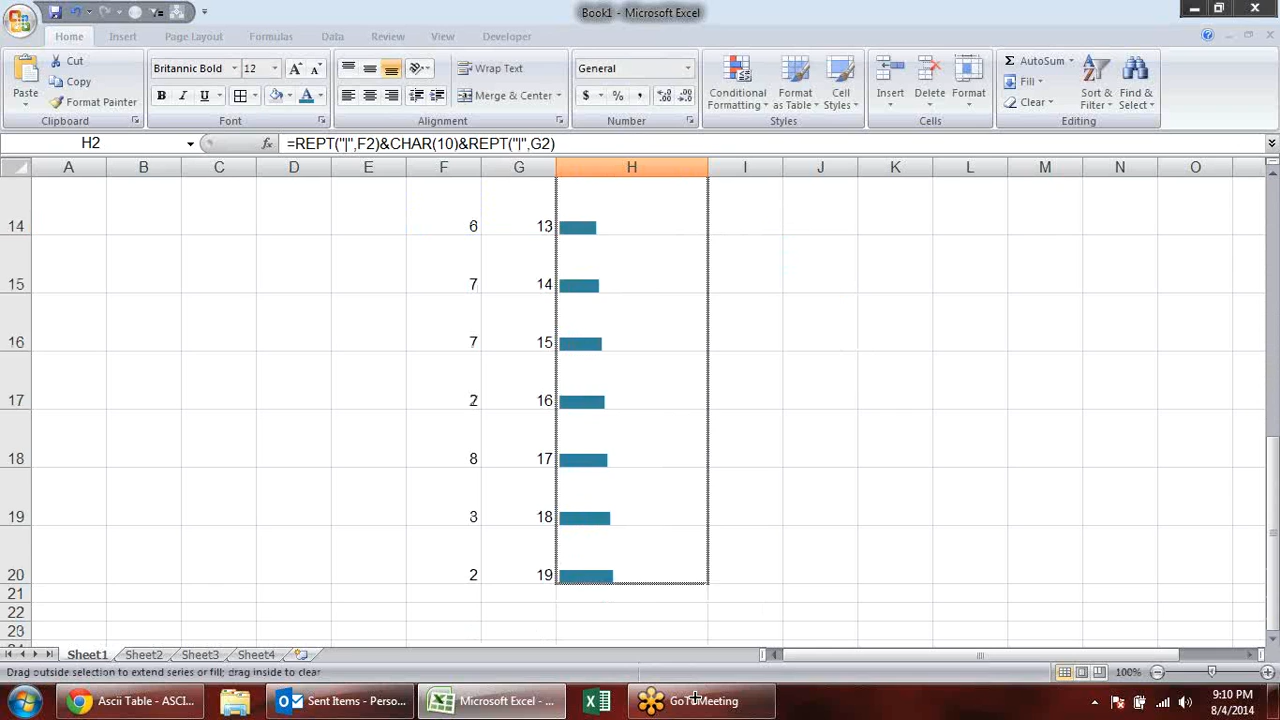 Book1 - Microsoft Excel
Home Insert Page Layout Formulas Data Review View Developer
Paste
Cut
Copy
Format Painter
Clipboard
Britannic Bold 12
B I U
Font
Wrap Text
Merge & Center
Alignment
General
$ % ,
Number
Conditional Formatting
Format as Table
Cell Styles
Styles
Insert
Delete
Format
Cells
AutoSum
Fill
Clear
Sort & Filter
Find & Select
Editing
H2
fx =REPT("|",F2)&CHAR(10)&REPT("|",G2)
A B C D E F G H I J K L M N O
14 6 13
15 7 14
16 7 15
17 2 16
18 8 17
19 3 18
20 2 19
21
22
23
Sheet1 Sheet2 Sheet3 Sheet4
Drag outside selection to extend series or fill; drag inside to clear
100%
Ascii Table - ASCI...
Sent Items - Perso...
Microsoft Excel - ...
GoToMeeting
9:10 PM
8/4/2014